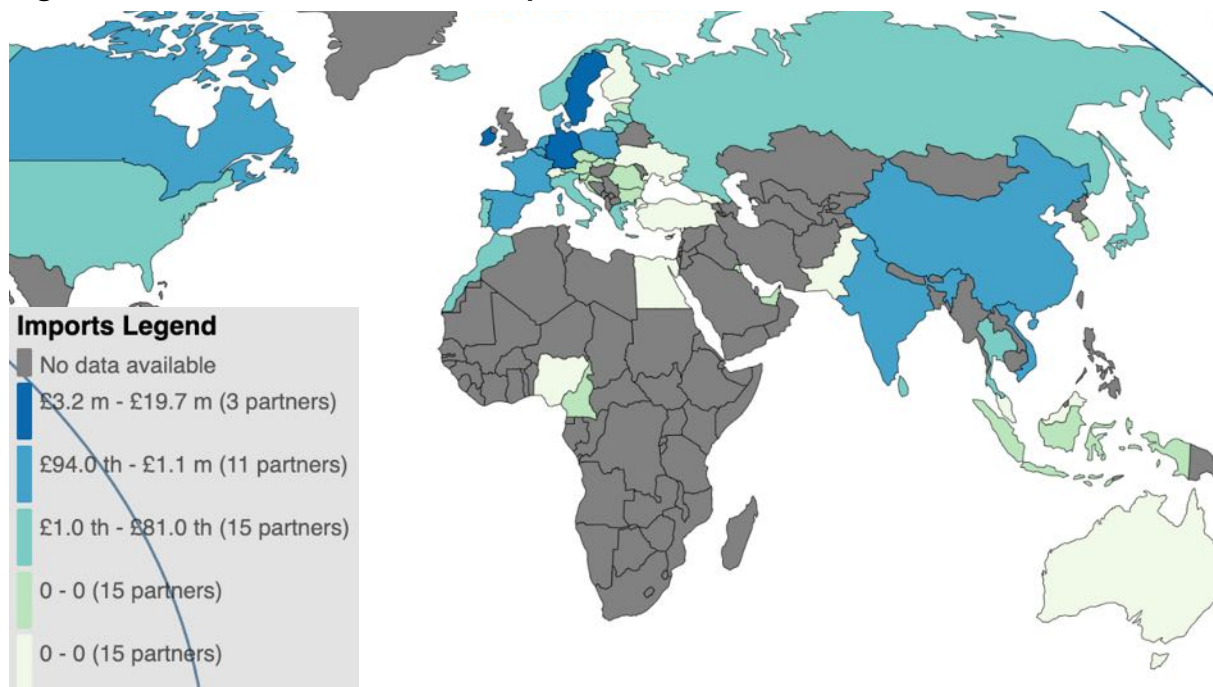 Imports Legend
No data available
£3.2 m - £19.7 m (3 partners)
£94.0 th - £1.1 m (11 partners)
£1.0 th - £81.0 th (15 partners)
0 - 0 (15 partners)
0 - 0 (15 partners)